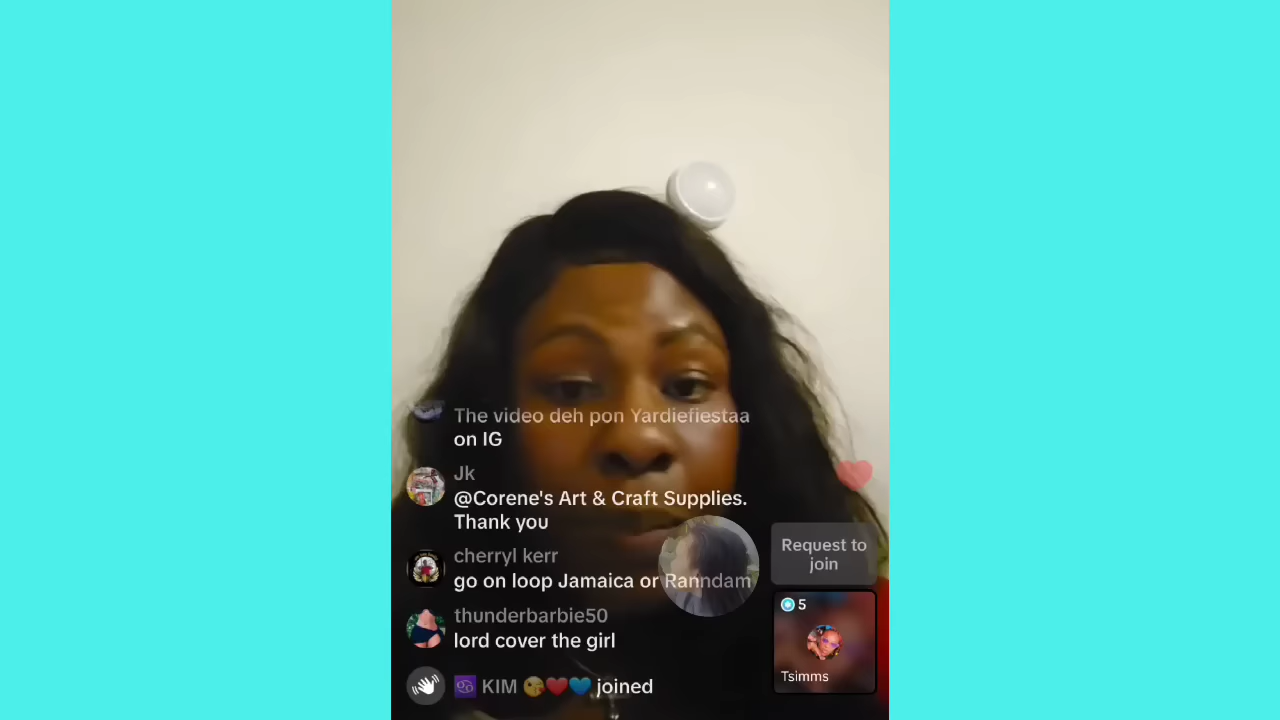 The video deh pon Yardiefiestaa
on IG
Jk
@Corene's Art & Craft Supplies.
Thank you
cherryl kerr
go on loop Jamaica or Ranndam
thunderbarbie50
lord cover the girl
KIM 😘❤️💙 joined
Request to
join
5
Tsimms